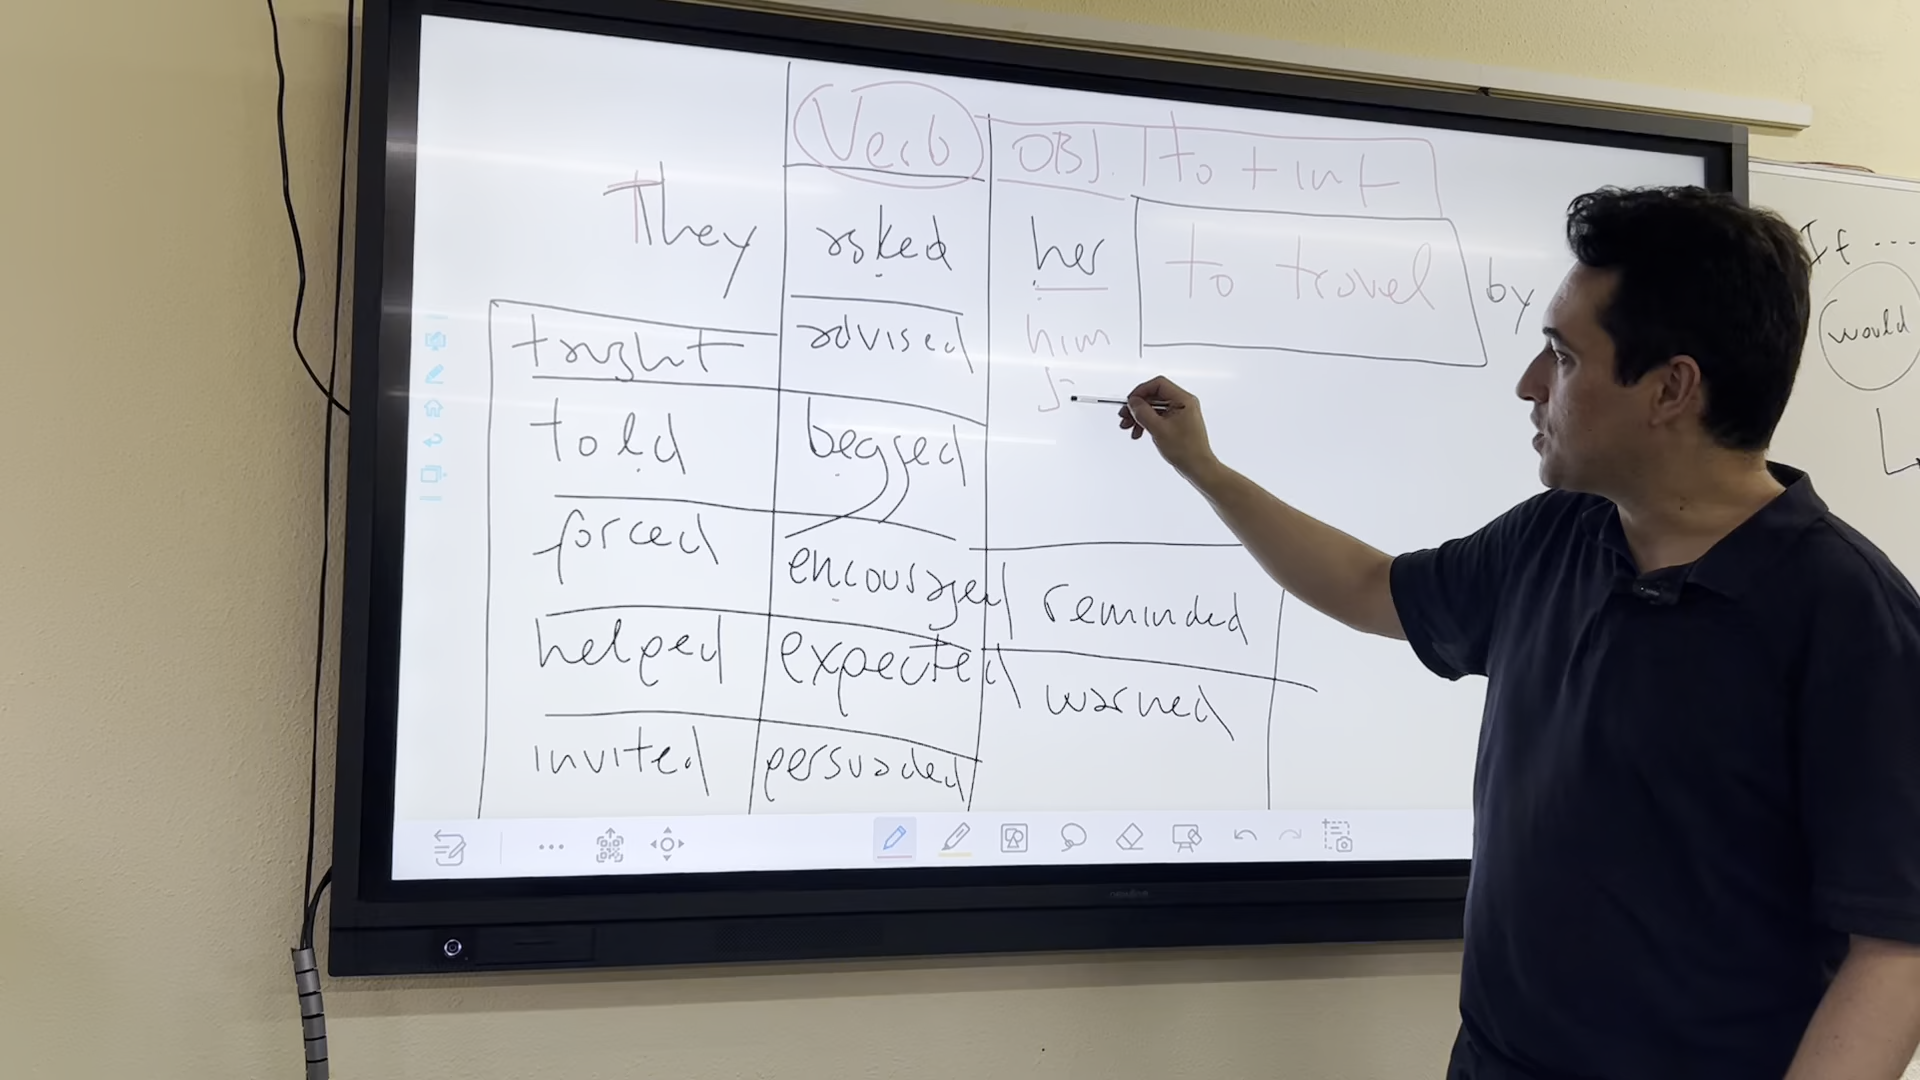 Verb OBJ. to + inf
They asked her to travel by
taught advised him
told begged
forced encouraged reminded
helped expected warned
invited persuaded
If ...
would